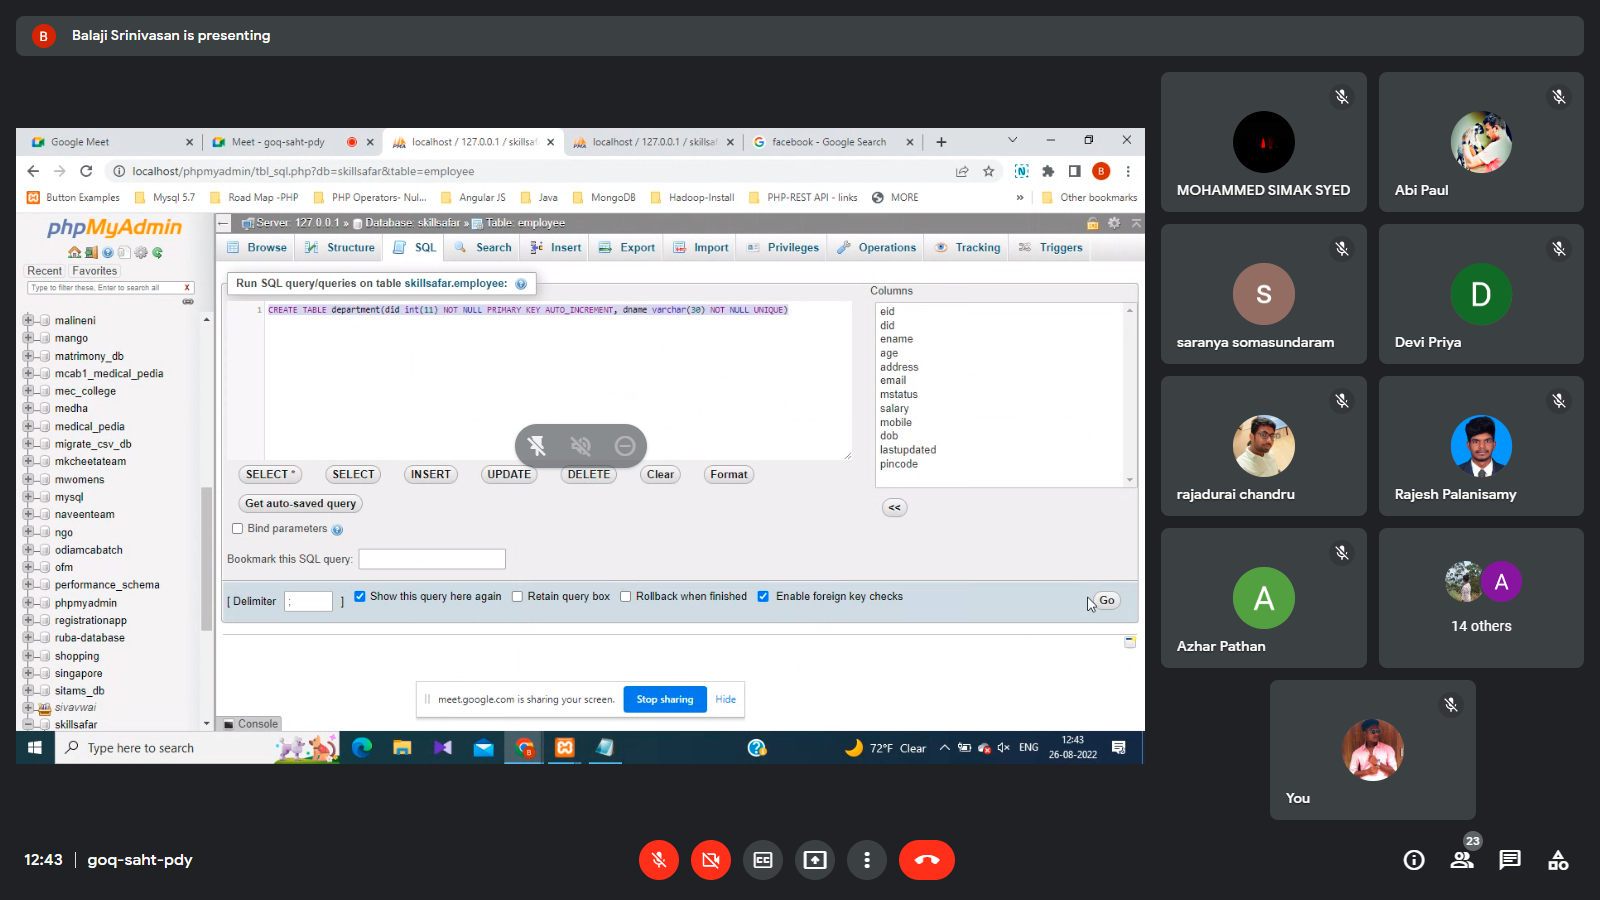 B Balaji Srinivasan is presenting
Google Meet
Meet - goq-saht-pdy
localhost / 127.0.0.1 / skillsaf
localhost / 127.0.0.1 / skillsaf
facebook - Google Search
localhost/phpmyadmin/tbl_sql.php?db=skillsafar&table=employee
B
Button Examples
Mysql 5.7
Road Map -PHP
PHP Operators- Nul...
Angular JS
Java
MongoDB
Hadoop-Install
PHP-REST API - links
MORE
»
Other bookmarks
phpMyAdmin
Recent Favorites
Type to filter these, Enter to search all X
malineni
mango
matrimony_db
mcab1_medical_pedia
mec_college
medha
medical_pedia
migrate_csv_db
mkcheetateam
mwomens
mysql
naveenteam
ngo
odiamcabatch
ofm
performance_schema
phpmyadmin
registrationapp
ruba-database
shopping
singapore
sitams_db
sivavwai
skillsafar
Server: 127.0.0.1 » Database: skillsafar » Table: employee
Browse
Structure
SQL
Search
Insert
Export
Import
Privileges
Operations
Tracking
Triggers
Run SQL query/queries on table skillsafar.employee:
1 CREATE TABLE department(did int(11) NOT NULL PRIMARY KEY AUTO_INCREMENT, dname varchar(30) NOT NULL UNIQUE)
Columns
eid
did
ename
age
address
email
mstatus
salary
mobile
dob
lastupdated
pincode
<<
SELECT *
SELECT
INSERT
UPDATE
DELETE
Clear
Format
Get auto-saved query
Bind parameters
Bookmark this SQL query:
[ Delimiter ; ]
Show this query here again
Retain query box
Rollback when finished
Enable foreign key checks
Go
meet.google.com is sharing your screen.
Stop sharing
Hide
Console
Type here to search
72°F Clear
ENG
12:43
26-08-2022
MOHAMMED SIMAK SYED
Abi Paul
S
saranya somasundaram
D
Devi Priya
rajadurai chandru
Rajesh Palanisamy
A
Azhar Pathan
A
14 others
You
12:43 | goq-saht-pdy
23